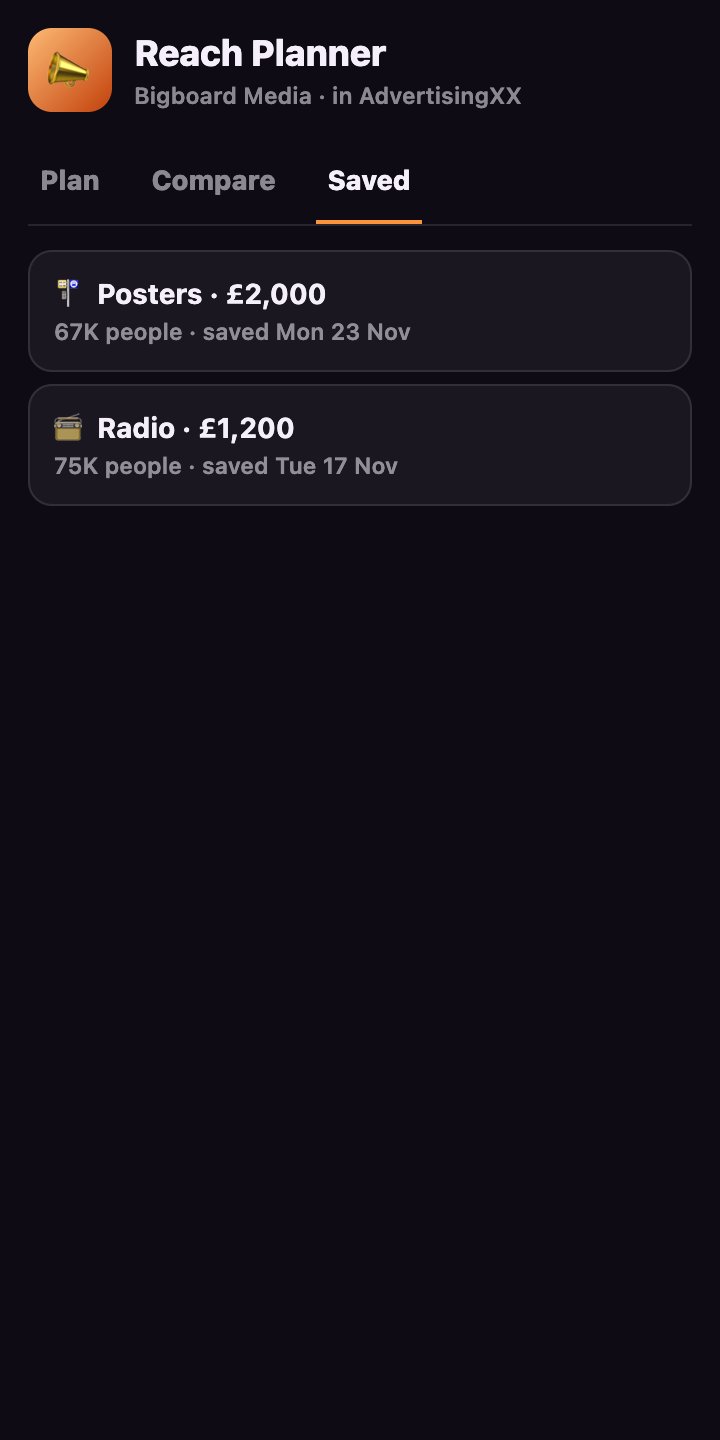 Reach Planner
Bigboard Media · in AdvertisingXX
Plan Compare Saved
Posters · £2,000
67K people · saved Mon 23 Nov
Radio · £1,200
75K people · saved Tue 17 Nov